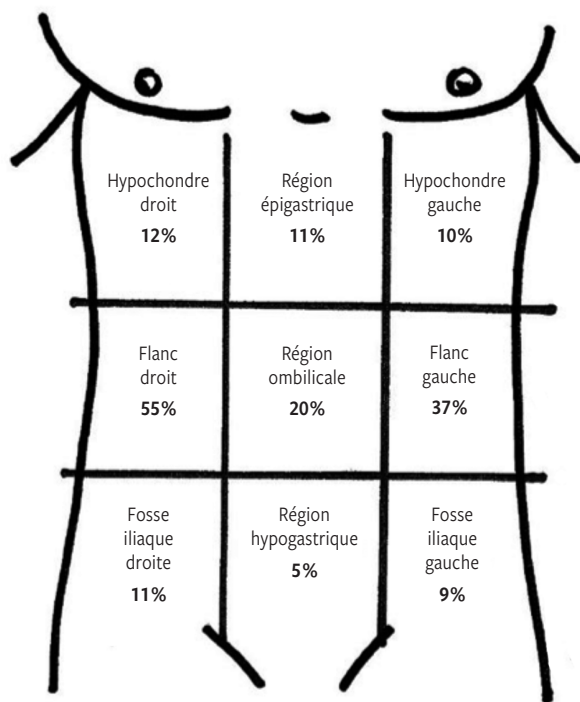 Hypochondre
droit
12%
Région
épigastrique
11%
Hypochondre
gauche
10%
Flanc
droit
55%
Région
ombilicale
20%
Flanc
gauche
37%
Fosse
iliaque
droite
11%
Région
hypogastrique
5%
Fosse
iliaque
gauche
9%